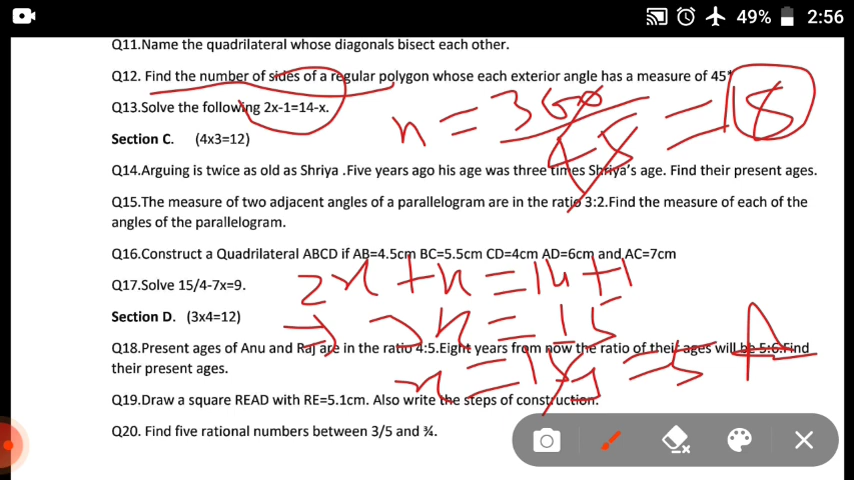 49% 2:56
Q11.Name the quadrilateral whose diagonals bisect each other.
Q12. Find the number of sides of a regular polygon whose each exterior angle has a measure of 45°
Q13.Solve the following 2x-1=14-x.
n = 360/45 = 8
Section C. (4x3=12)
Q14.Arguing is twice as old as Shriya .Five years ago his age was three times Shriya's age. Find their present ages.
Q15.The measure of two adjacent angles of a parallelogram are in the ratio 3:2.Find the measure of each of the
angles of the parallelogram.
Q16.Construct a Quadrilateral ABCD if AB=4.5cm BC=5.5cm CD=4cm AD=6cm and AC=7cm
2x + x = 14 + 1
Q17.Solve 15/4-7x=9.
Section D. (3x4=12)
⇒ 3x = 15
Q18.Present ages of Anu and Raj are in the ratio 4:5.Eight years from now the ratio of their ages will be 5:6.Find
their present ages.
x = 15/3 = 5 A
Q19.Draw a square READ with RE=5.1cm. Also write the steps of construction.
Q20. Find five rational numbers between 3/5 and ¾.